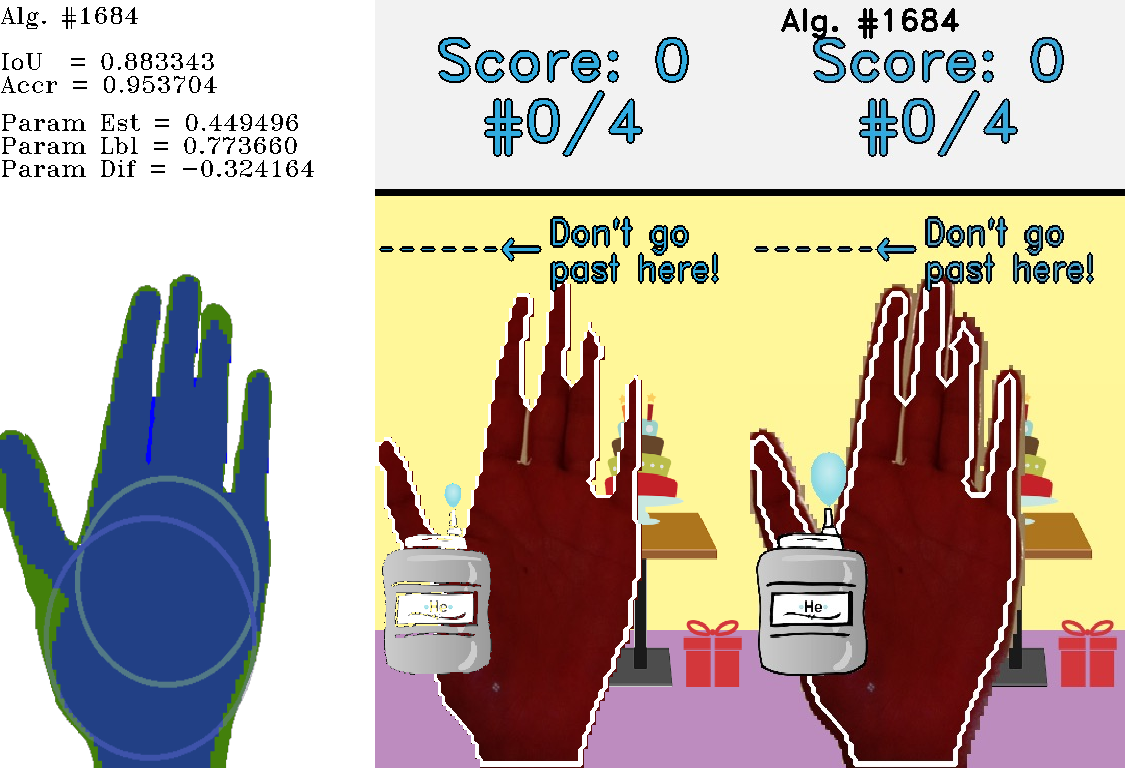 Alg. #1684
IoU = 0.883343
Accr = 0.953704
Param Est = 0.449496
Param Lbl = 0.773660
Param Dif = −0.324164
Score: 0
#0/4
Don't go
past here!
He
Alg. #1684
Score: 0
#0/4
Don't go
past here!
He